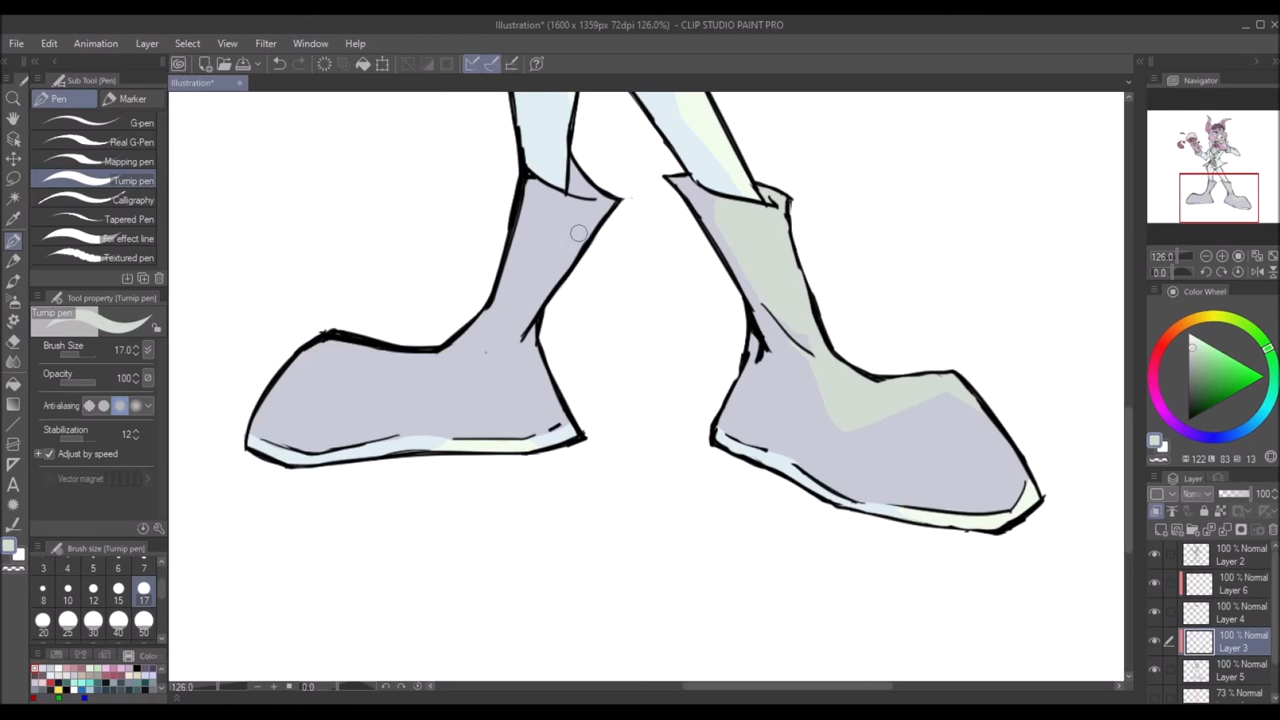 Illustration* (1600 x 1359px 72dpi 126.0%) - CLIP STUDIO PAINT PRO
File Edit Animation Layer Select View Filter Window Help
Sub Tool [Pen]
Pen Marker
G-pen
Real G-Pen
Mapping pen
Turnip pen
Calligraphy
Tapered Pen
For effect line
Textured pen
Tool property [Turnip pen]
Turnip pen
Brush Size 17.0
Opacity 100
Anti-aliasing
Stabilization 12
Adjust by speed
Vector magnet
Brush size [Turnip pen]
3 4 5 6 7
8 10 12 15 17
20 25 30 40 50
Color
Illustration*
126.0 0.0
Navigator
126.0
0.0
Color Wheel
122 83 13
Layer
Norma 100
100 % Normal
Layer 2
100 % Normal
Layer 6
100 % Normal
Layer 4
100 % Normal
Layer 3
100 % Normal
Layer 5
73 % Normal